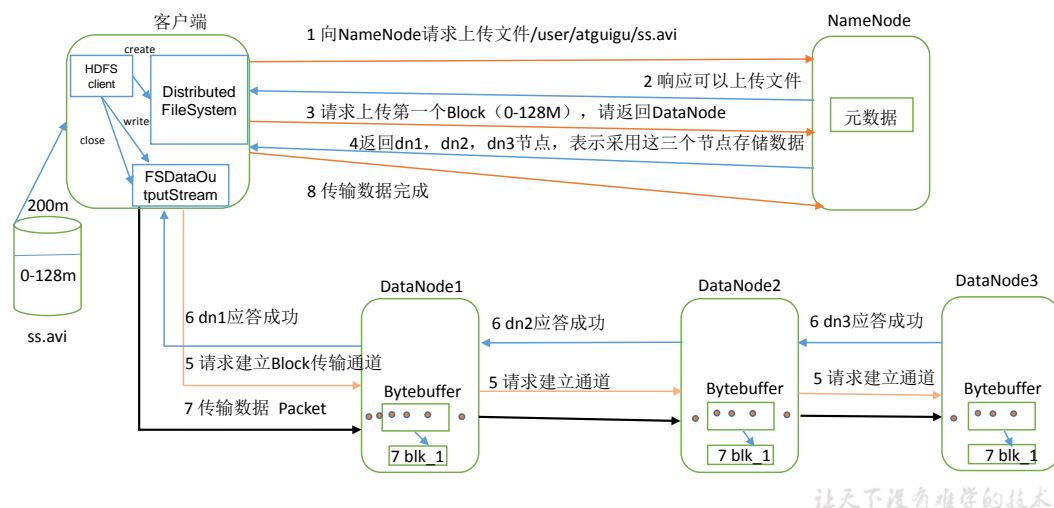 客户端
HDFS
client
create
write
close
Distributed
FileSystem
FSDataOu
tputStream
200m
0-128m
ss.avi
1 向NameNode请求上传文件/user/atguigu/ss.avi
2 响应可以上传文件
3 请求上传第一个Block（0-128M），请返回DataNode
4返回dn1，dn2，dn3节点，表示采用这三个节点存储数据
8 传输数据完成
NameNode
元数据
DataNode1
DataNode2
DataNode3
6 dn1应答成功
6 dn2应答成功
6 dn3应答成功
5 请求建立Block传输通道
5 请求建立通道
5 请求建立通道
7 传输数据 Packet
Bytebuffer
Bytebuffer
Bytebuffer
7 blk_1
7 blk_1
7 blk_1
让天下没有难学的技术